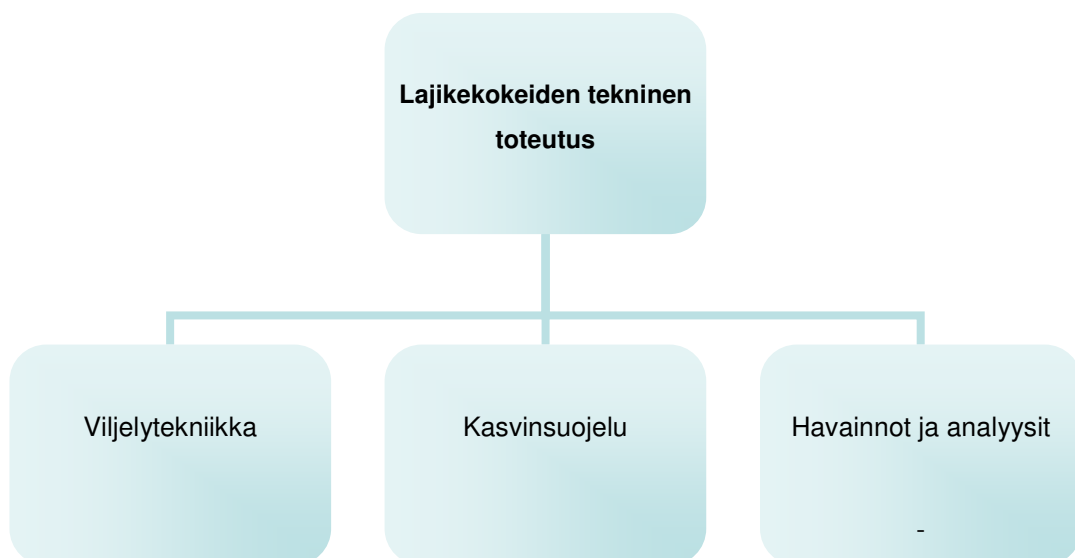 Lajikekokeiden tekninen
toteutus
Viljelytekniikka
Kasvinsuojelu
Havainnot ja analyysit
-